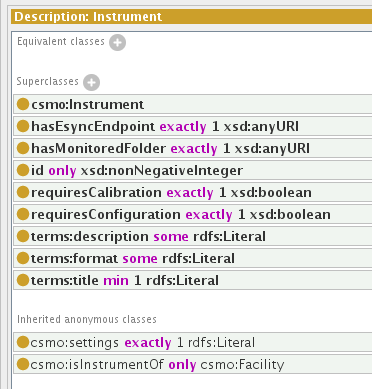 Description: Instrument
Equivalent classes
Superclasses
csmo:Instrument
hasEsyncEndpoint exactly 1 xsd:anyURI
hasMonitoredFolder exactly 1 xsd:anyURI
id only xsd:nonNegativeInteger
requiresCalibration exactly 1 xsd:boolean
requiresConfiguration exactly 1 xsd:boolean
terms:description some rdfs:Literal
terms:format some rdfs:Literal
terms:title min 1 rdfs:Literal
Inherited anonymous classes
csmo:settings exactly 1 rdfs:Literal
csmo:isInstrumentOf only csmo:Facility